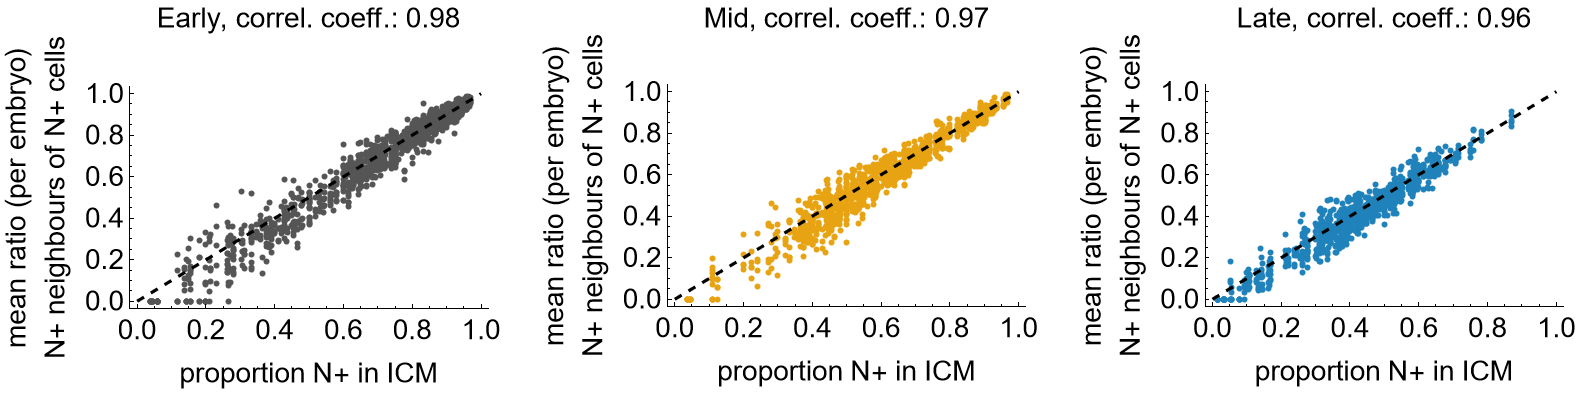 Early, correl. coeff.: 0.98
mean ratio (per embryo)
N+ neighbours of N+ cells
1.0
0.8
0.6
0.4
0.2
0.0
0.0 0.2 0.4 0.6 0.8 1.0
proportion N+ in ICM
Mid, correl. coeff.: 0.97
mean ratio (per embryo)
N+ neighbours of N+ cells
1.0
0.8
0.6
0.4
0.2
0.0
0.0 0.2 0.4 0.6 0.8 1.0
proportion N+ in ICM
Late, correl. coeff.: 0.96
mean ratio (per embryo)
N+ neighbours of N+ cells
1.0
0.8
0.6
0.4
0.2
0.0
0.0 0.2 0.4 0.6 0.8 1.0
proportion N+ in ICM